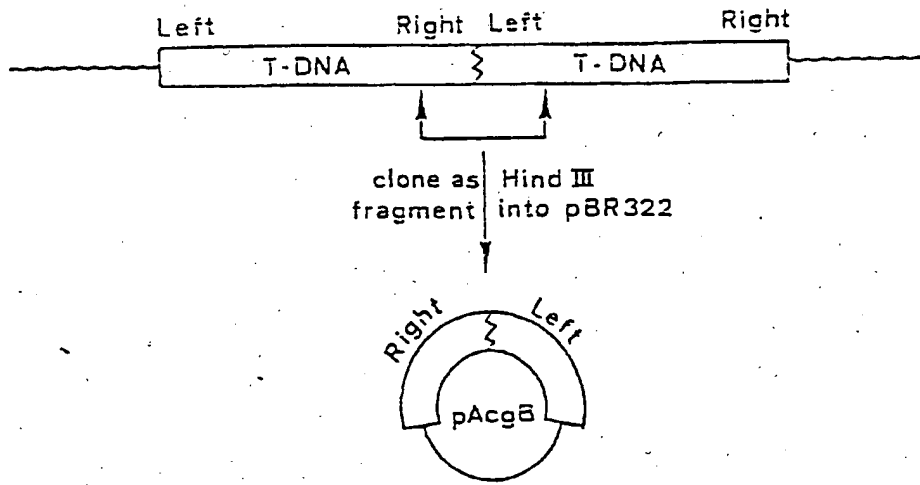 Left Right Left Right
T-DNA T-DNA
clone as Hind III
fragment into pBR322
Right Left
pAcgB